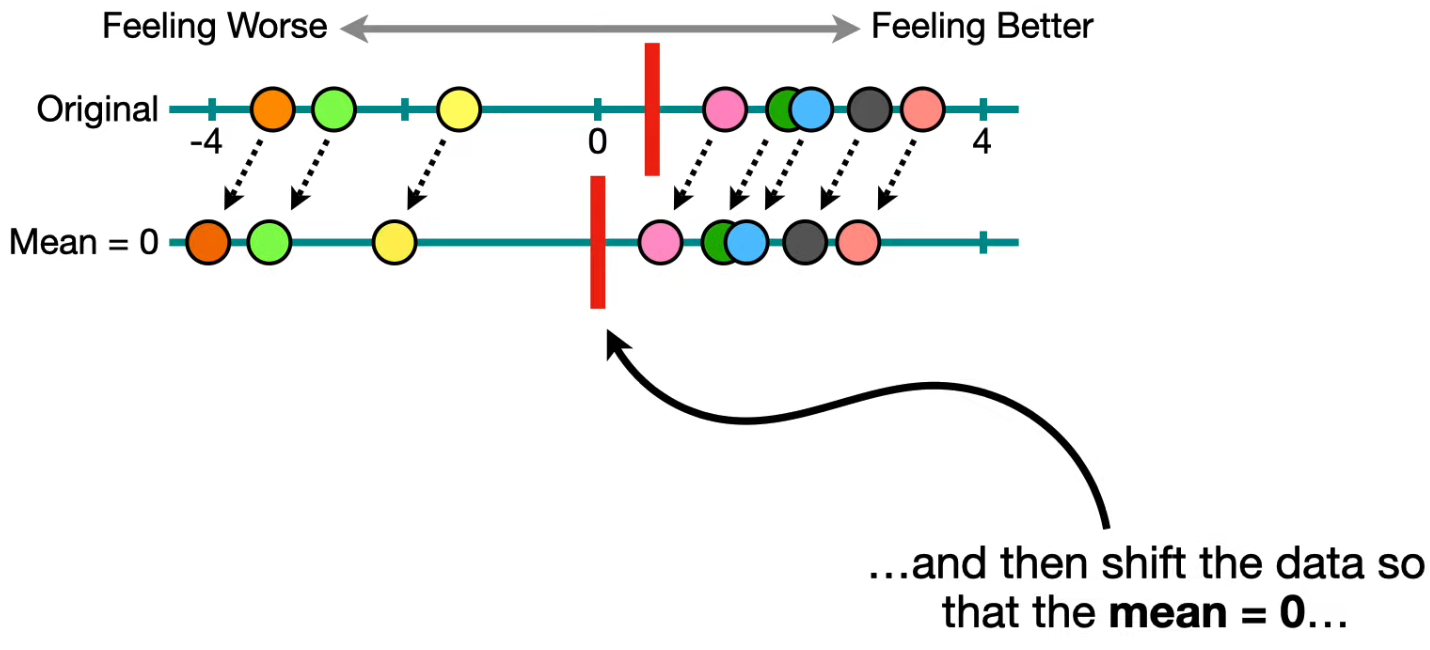 Feeling Worse Feeling Better
Original
-4 0 4
Mean = 0
...and then shift the data so
that the mean = 0...